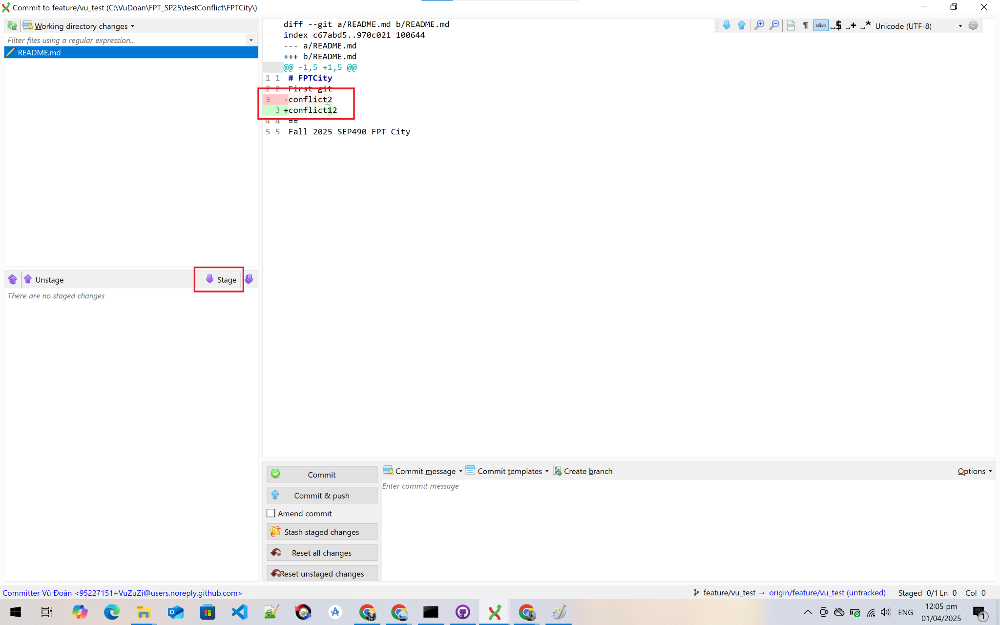 Commit to feature/vu_test (C:\VuDoan\FPT_SP25\testConflict\FPTCity\)
Working directory changes
Filter files using a regular expression...
README.md
diff --git a/README.md b/README.md
index c67abd5..970c021 100644
--- a/README.md
+++ b/README.md
@@ -1,5 +1,5 @@
1 1 # FPTCity
2 2 First git
3 -conflict2
3 +conflict12
4 4 ==
5 5 Fall 2025 SEP490 FPT City
<div> $ + * Unicode (UTF-8)
Unstage Stage
There are no staged changes
Commit
Commit & push
Amend commit
Stash staged changes
Reset all changes
Reset unstaged changes
Commit message Commit templates Create branch Options
Enter commit message
Committer Vũ Đoàn <95227151+VuZuZi@users.noreply.github.com>
feature/vu_test → origin/feature/vu_test (untracked) Staged 0/1 Ln 0 Col 0
ENG
12:05 pm
01/04/2025
1